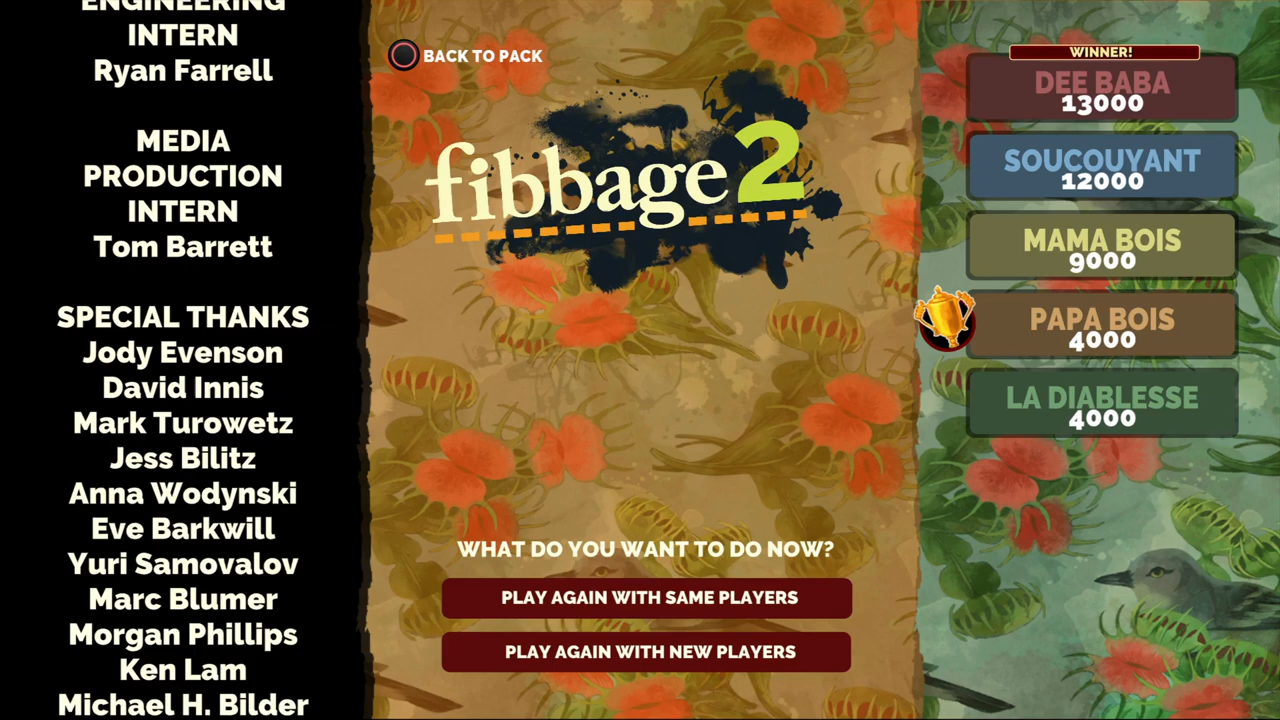 ENGINEERING
INTERN
Ryan Farrell
MEDIA
PRODUCTION
INTERN
Tom Barrett
SPECIAL THANKS
Jody Evenson
David Innis
Mark Turowetz
Jess Bilitz
Anna Wodynski
Eve Barkwill
Yuri Samovalov
Marc Blumer
Morgan Phillips
Ken Lam
Michael H. Bilder
BACK TO PACK
fibbage 2
WHAT DO YOU WANT TO DO NOW?
PLAY AGAIN WITH SAME PLAYERS
PLAY AGAIN WITH NEW PLAYERS
WINNER!
DEE BABA
13000
SOUCOUYANT
12000
MAMA BOIS
9000
PAPA BOIS
4000
LA DIABLESSE
4000